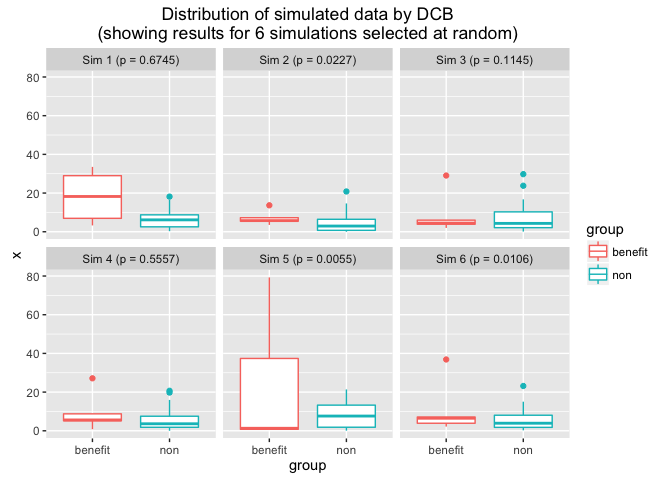 Distribution of simulated data by DCB
(showing results for 6 simulations selected at random)
Sim 1 (p = 0.6745) Sim 2 (p = 0.0227) Sim 3 (p = 0.1145)
80
60
40
20
0
x
Sim 4 (p = 0.5557) Sim 5 (p = 0.0055) Sim 6 (p = 0.0106)
80
60
40
20
0
benefit non benefit non benefit non
group
group
benefit
non